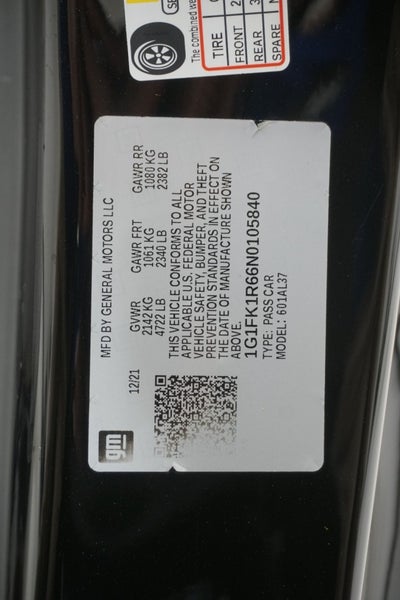 The combined
TIRE
FRONT
REAR
SPARE
gm
MFD BY GENERAL MOTORS LLC
12/21
GVWR GAWR FRT GAWR RR
2142 KG 1061 KG 1080 KG
4722 LB 2340 LB 2382 LB
THIS VEHICLE CONFORMS TO ALL
APPLICABLE U.S. FEDERAL MOTOR
VEHICLE SAFETY, BUMPER, AND THEFT
PREVENTION STANDARDS IN EFFECT ON
THE DATE OF MANUFACTURE SHOWN
ABOVE.
1G1FK1R66N0105840
TYPE: PASS CAR
MODEL: 6O1AL37